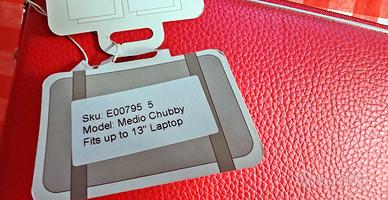 Sku: E00795 5
Model: Medio Chubby
Fits up to 13" Laptop